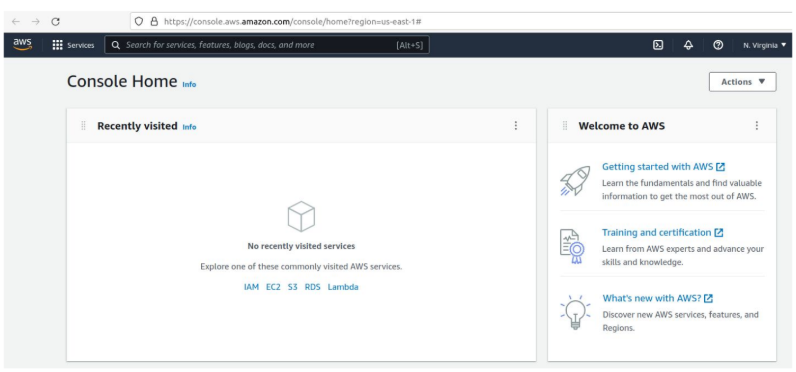 https://console.aws.amazon.com/console/home?region=us-east-1#
aws
Services
Search for services, features, blogs, docs, and more
[Alt+S]
N. Virginia
Console Home Info
Actions
Recently visited Info
No recently visited services
Explore one of these commonly visited AWS services.
IAM EC2 S3 RDS Lambda
Welcome to AWS
Getting started with AWS
Learn the fundamentals and find valuable
information to get the most out of AWS.
Training and certification
Learn from AWS experts and advance your
skills and knowledge.
What's new with AWS?
Discover new AWS services, features, and
Regions.